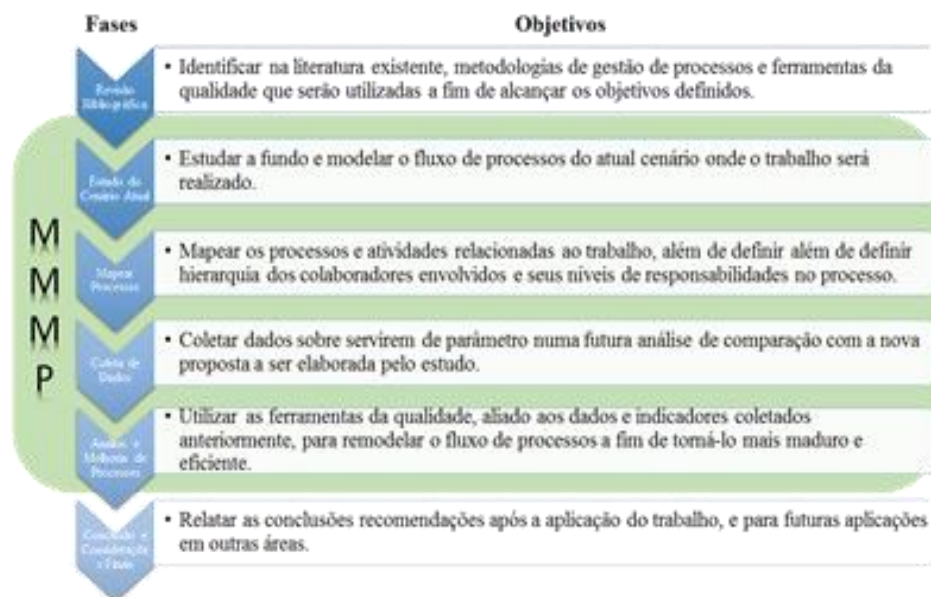 Fases Objetivos
Revisão
Bibliográfica
• Identificar na literatura existente, metodologias de gestão de processos e ferramentas da
qualidade que serão utilizadas a fim de alcançar os objetivos definidos.
Estudo do
Cenário Atual
• Estudar a fundo e modelar o fluxo de processos do atual cenário onde o trabalho será
realizado.
M
M
M
P
Mapear
Processos
• Mapear os processos e atividades relacionadas ao trabalho, além de definir além de definir
hierarquia dos colaboradores envolvidos e seus níveis de responsabilidades no processo.
Coleta de
Dados
• Coletar dados sobre servirem de parâmetro numa futura análise de comparação com a nova
proposta a ser elaborada pelo estudo.
Análise e
Melhoria de
Processos
• Utilizar as ferramentas da qualidade, aliado aos dados e indicadores coletados
anteriormente, para remodelar o fluxo de processos a fim de torná-lo mais maduro e
eficiente.
Conclusão e
• Relatar as conclusões recomendações após a aplicação do trabalho, e para futuras aplicações
em outras áreas.